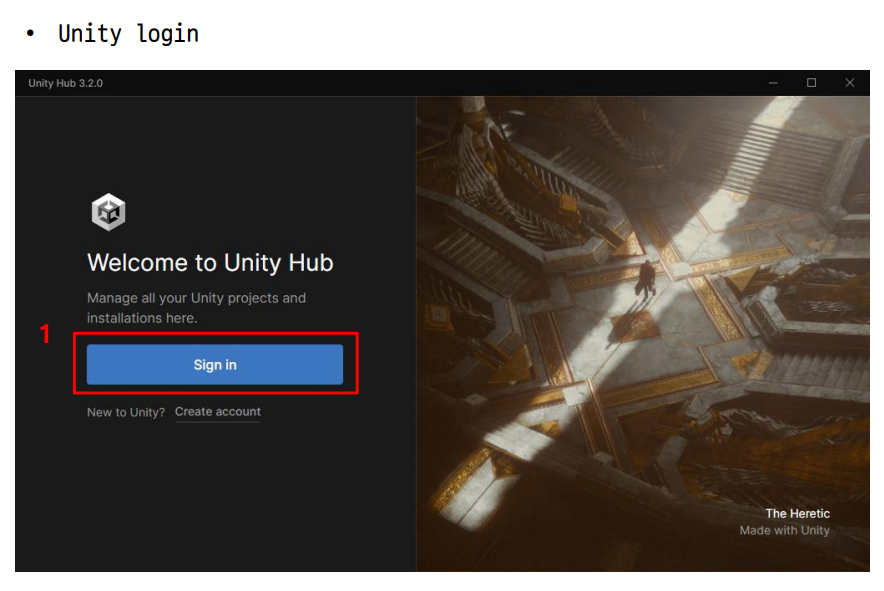 • Unity login
Unity Hub 3.2.0
Welcome to Unity Hub
Manage all your Unity projects and
installations here.
1
Sign in
New to Unity? Create account
The Heretic
Made with Unity